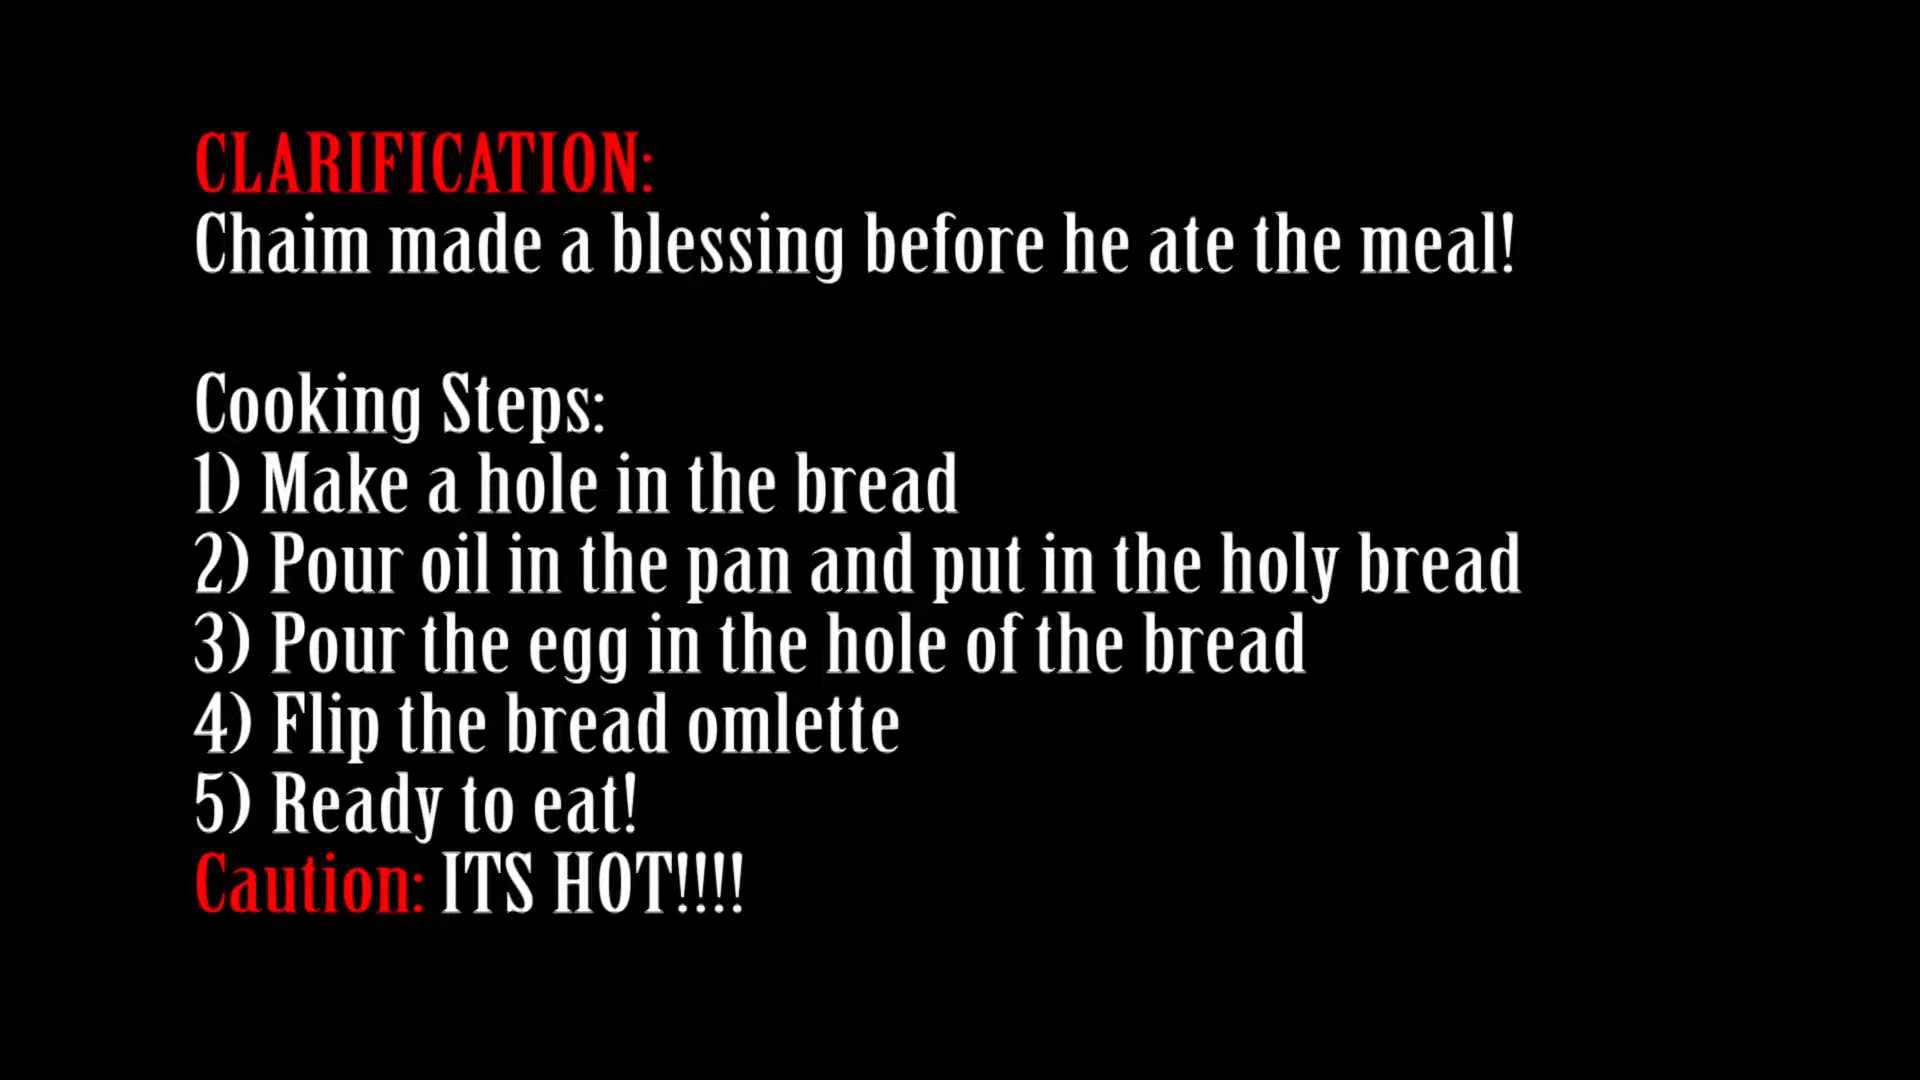 CLARIFICATION:
Chaim made a blessing before he ate the meal!
Cooking Steps:
1) Make a hole in the bread
2) Pour oil in the pan and put in the holy bread
3) Pour the egg in the hole of the bread
4) Flip the bread omlette
5) Ready to eat!
Caution: ITS HOT!!!!